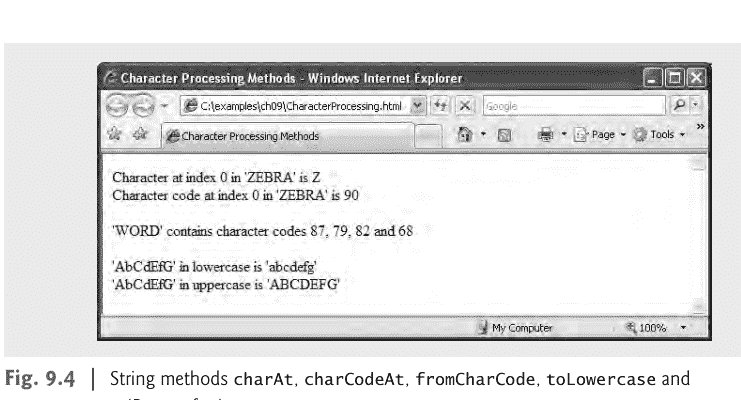 Character Processing Methods - Windows Internet Explorer
C:\examples\ch09\CharacterProcessing.html
Google
Character Processing Methods
Page
Tools
»
Character at index 0 in 'ZEBRA' is Z
Character code at index 0 in 'ZEBRA' is 90
'WORD' contains character codes 87, 79, 82 and 68
'AbCdEfG' in lowercase is 'abcdefg'
'AbCdEfG' in uppercase is 'ABCDEFG'
My Computer
100%
Fig. 9.4 | String methods charAt, charCodeAt, fromCharCode, toLowercase and